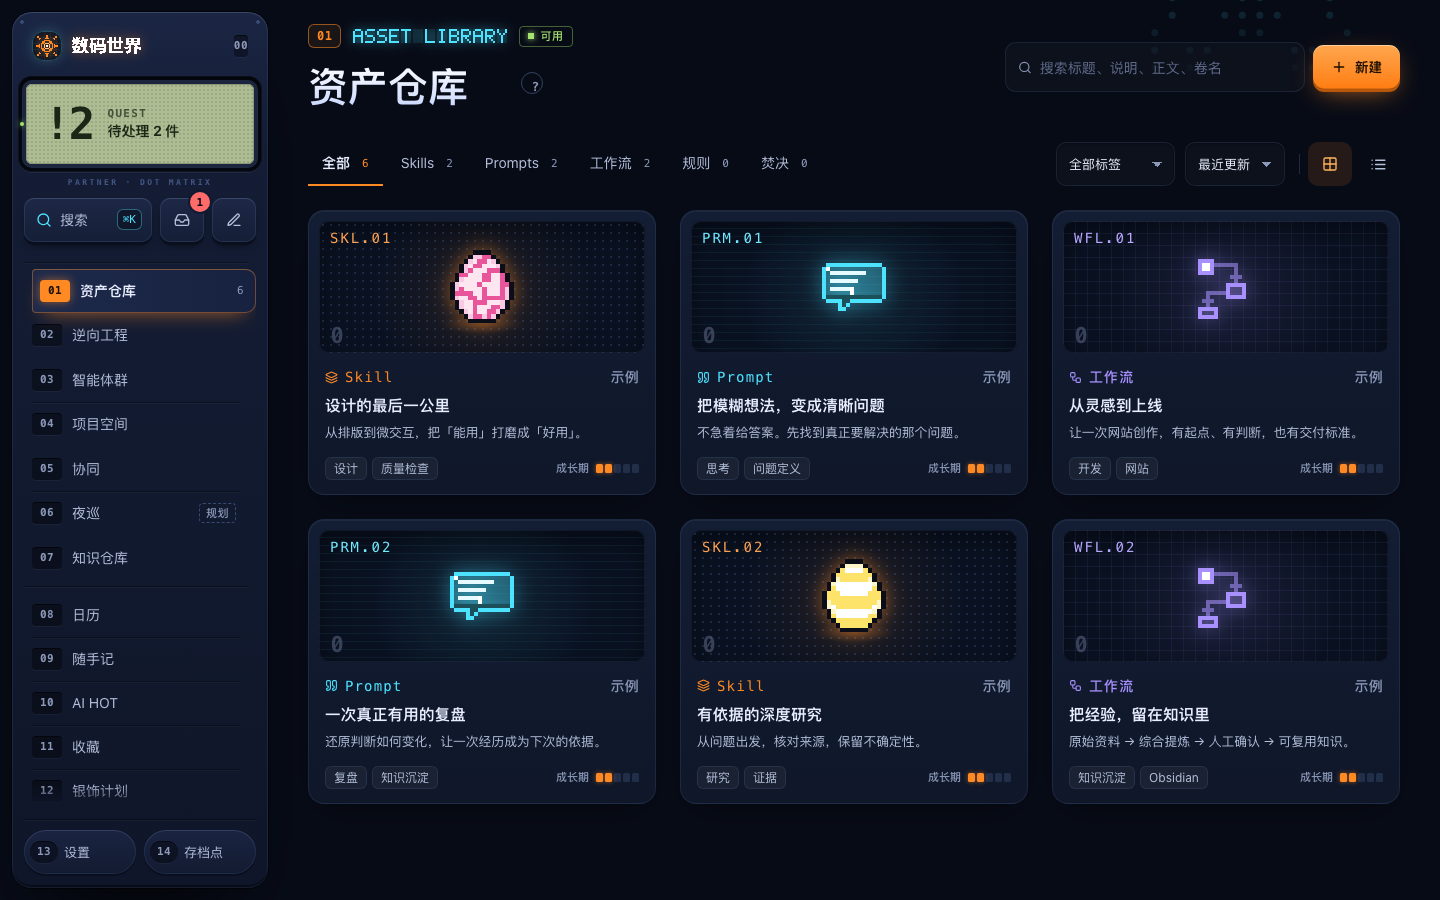 数码世界
00
!2
QUEST
待处理 2 件
PARTNER · DOT MATRIX
搜索 ⌘K
1
01 资产仓库 6
02 逆向工程
03 智能体群
04 项目空间
05 协同
06 夜巡 规划
07 知识仓库
08 日历
09 随手记
10 AI HOT
11 收藏
12 银饰计划
13 设置
14 存档点
01 ASSET LIBRARY 可用
资产仓库 ?
搜索标题、说明、正文、卷名
新建
全部 6
Skills 2
Prompts 2
工作流 2
规则 0
焚决 0
全部标签
最近更新
SKL.01
0
Skill 示例
设计的最后一公里
从排版到微交互，把「能用」打磨成「好用」。
设计 质量检查 成长期
PRM.01
0
Prompt 示例
把模糊想法，变成清晰问题
不急着给答案。先找到真正要解决的那个问题。
思考 问题定义 成长期
WFL.01
0
工作流 示例
从灵感到上线
让一次网站创作，有起点、有判断，也有交付标准。
开发 网站 成长期
PRM.02
0
Prompt 示例
一次真正有用的复盘
还原判断如何变化，让一次经历成为下次的依据。
复盘 知识沉淀 成长期
SKL.02
0
Skill 示例
有依据的深度研究
从问题出发，核对来源，保留不确定性。
研究 证据 成长期
WFL.02
0
工作流 示例
把经验，留在知识里
原始资料 → 综合提炼 → 人工确认 → 可复用知识。
知识沉淀 Obsidian 成长期